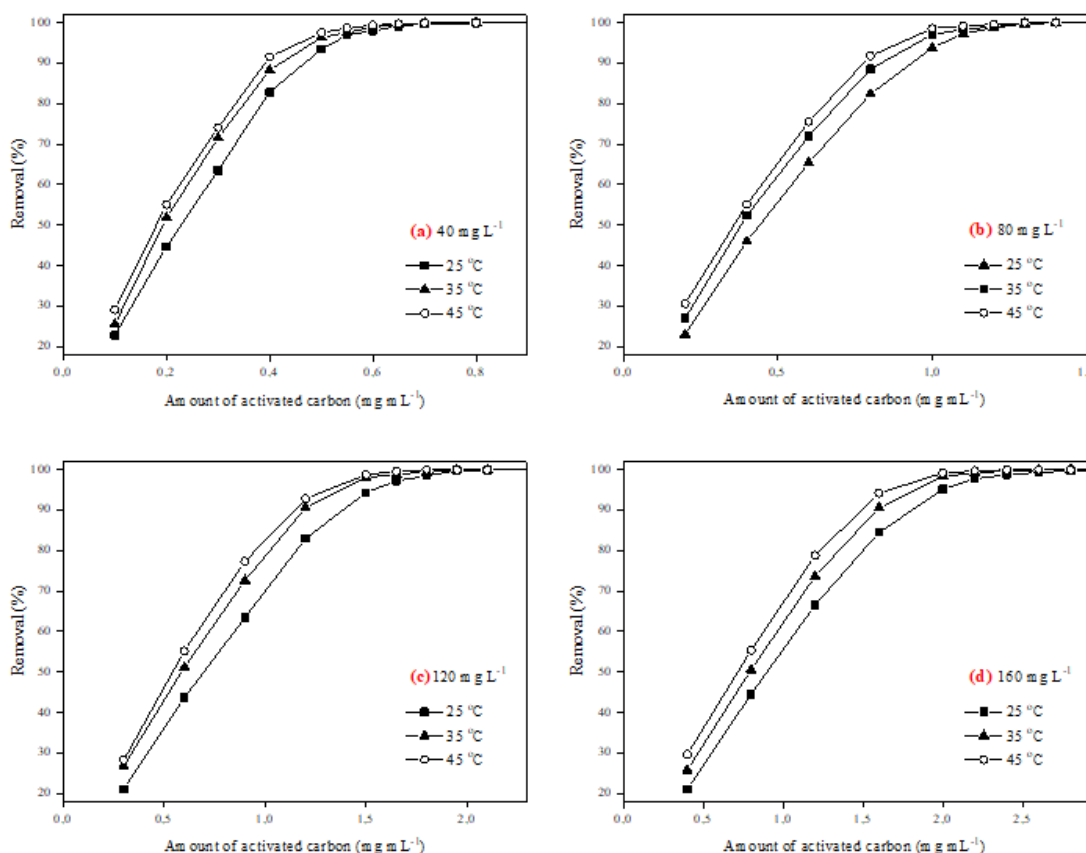 100
90
80
70
60
50
40
30
20
Removal (%)
(a) 40 mg L⁻¹
25 °C
35 °C
45 °C
0,0 0,2 0,4 0,6 0,8
Amount of activated carbon (mg mL⁻¹)
100
90
80
70
60
50
40
30
20
Removal (%)
(b) 80 mg L⁻¹
25 °C
35 °C
45 °C
0,0 0,5 1,0 1,5
Amount of activated carbon (mg mL⁻¹)
100
90
80
70
60
50
40
30
20
Removal (%)
(c) 120 mg L⁻¹
25 °C
35 °C
45 °C
0,0 0,5 1,0 1,5 2,0
Amount of activated carbon (mg mL⁻¹)
100
90
80
70
60
50
40
30
20
Removal (%)
(d) 160 mg L⁻¹
25 °C
35 °C
45 °C
0,0 0,5 1,0 1,5 2,0 2,5
Amount of activated carbon (mg mL⁻¹)